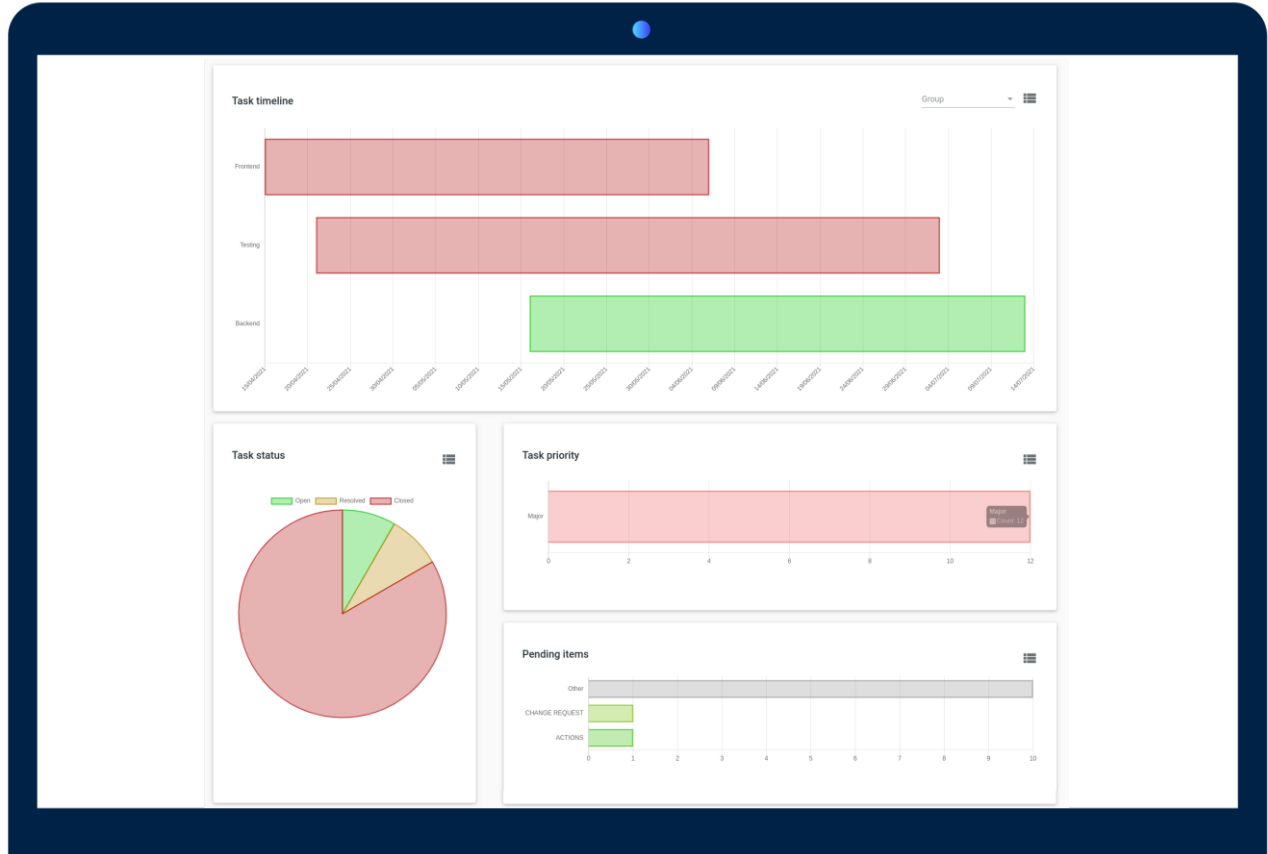 Task timeline
Group
Frontend
Testing
Backend
15/04/2021 20/04/2021 25/04/2021 30/04/2021 05/05/2021 10/05/2021 15/05/2021 20/05/2021 25/05/2021 30/05/2021 04/06/2021 09/06/2021 14/06/2021 19/06/2021 24/06/2021 29/06/2021 04/07/2021 09/07/2021 14/07/2021
Task status
Open Resolved Closed
Task priority
Major
Major
Count: 12
0 2 4 6 8 10 12
Pending items
Other
CHANGE REQUEST
ACTIONS
0 1 2 3 4 5 6 7 8 9 10